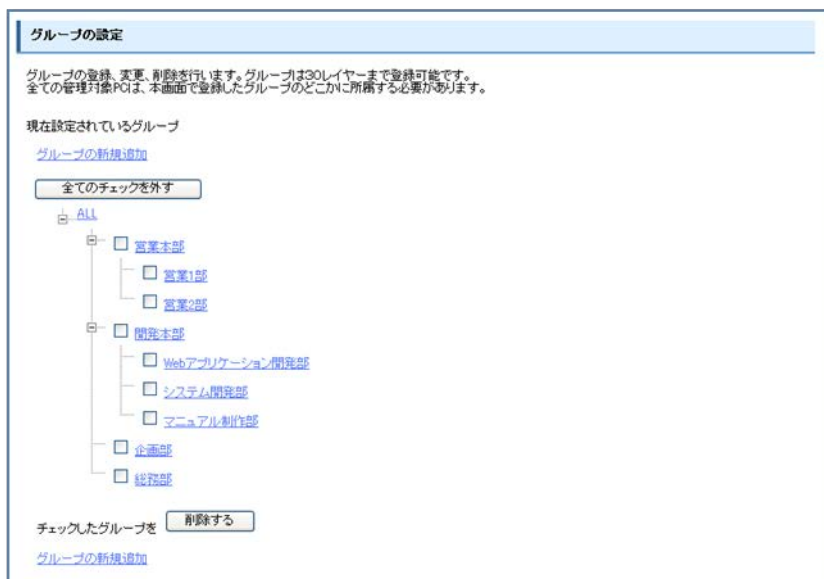 グループの設定
グループの登録、変更、削除を行います。グループは30レイヤーまで登録可能です。
全ての管理対象PCは、本画面で登録したグループのどこかに所属する必要があります。
現在設定されているグループ
グループの新規追加
全てのチェックを外す
ALL
営業本部
営業1部
営業2部
開発本部
Webアプリケーション開発部
システム開発部
マニュアル制作部
企画部
総務部
チェックしたグループを 削除する
グループの新規追加